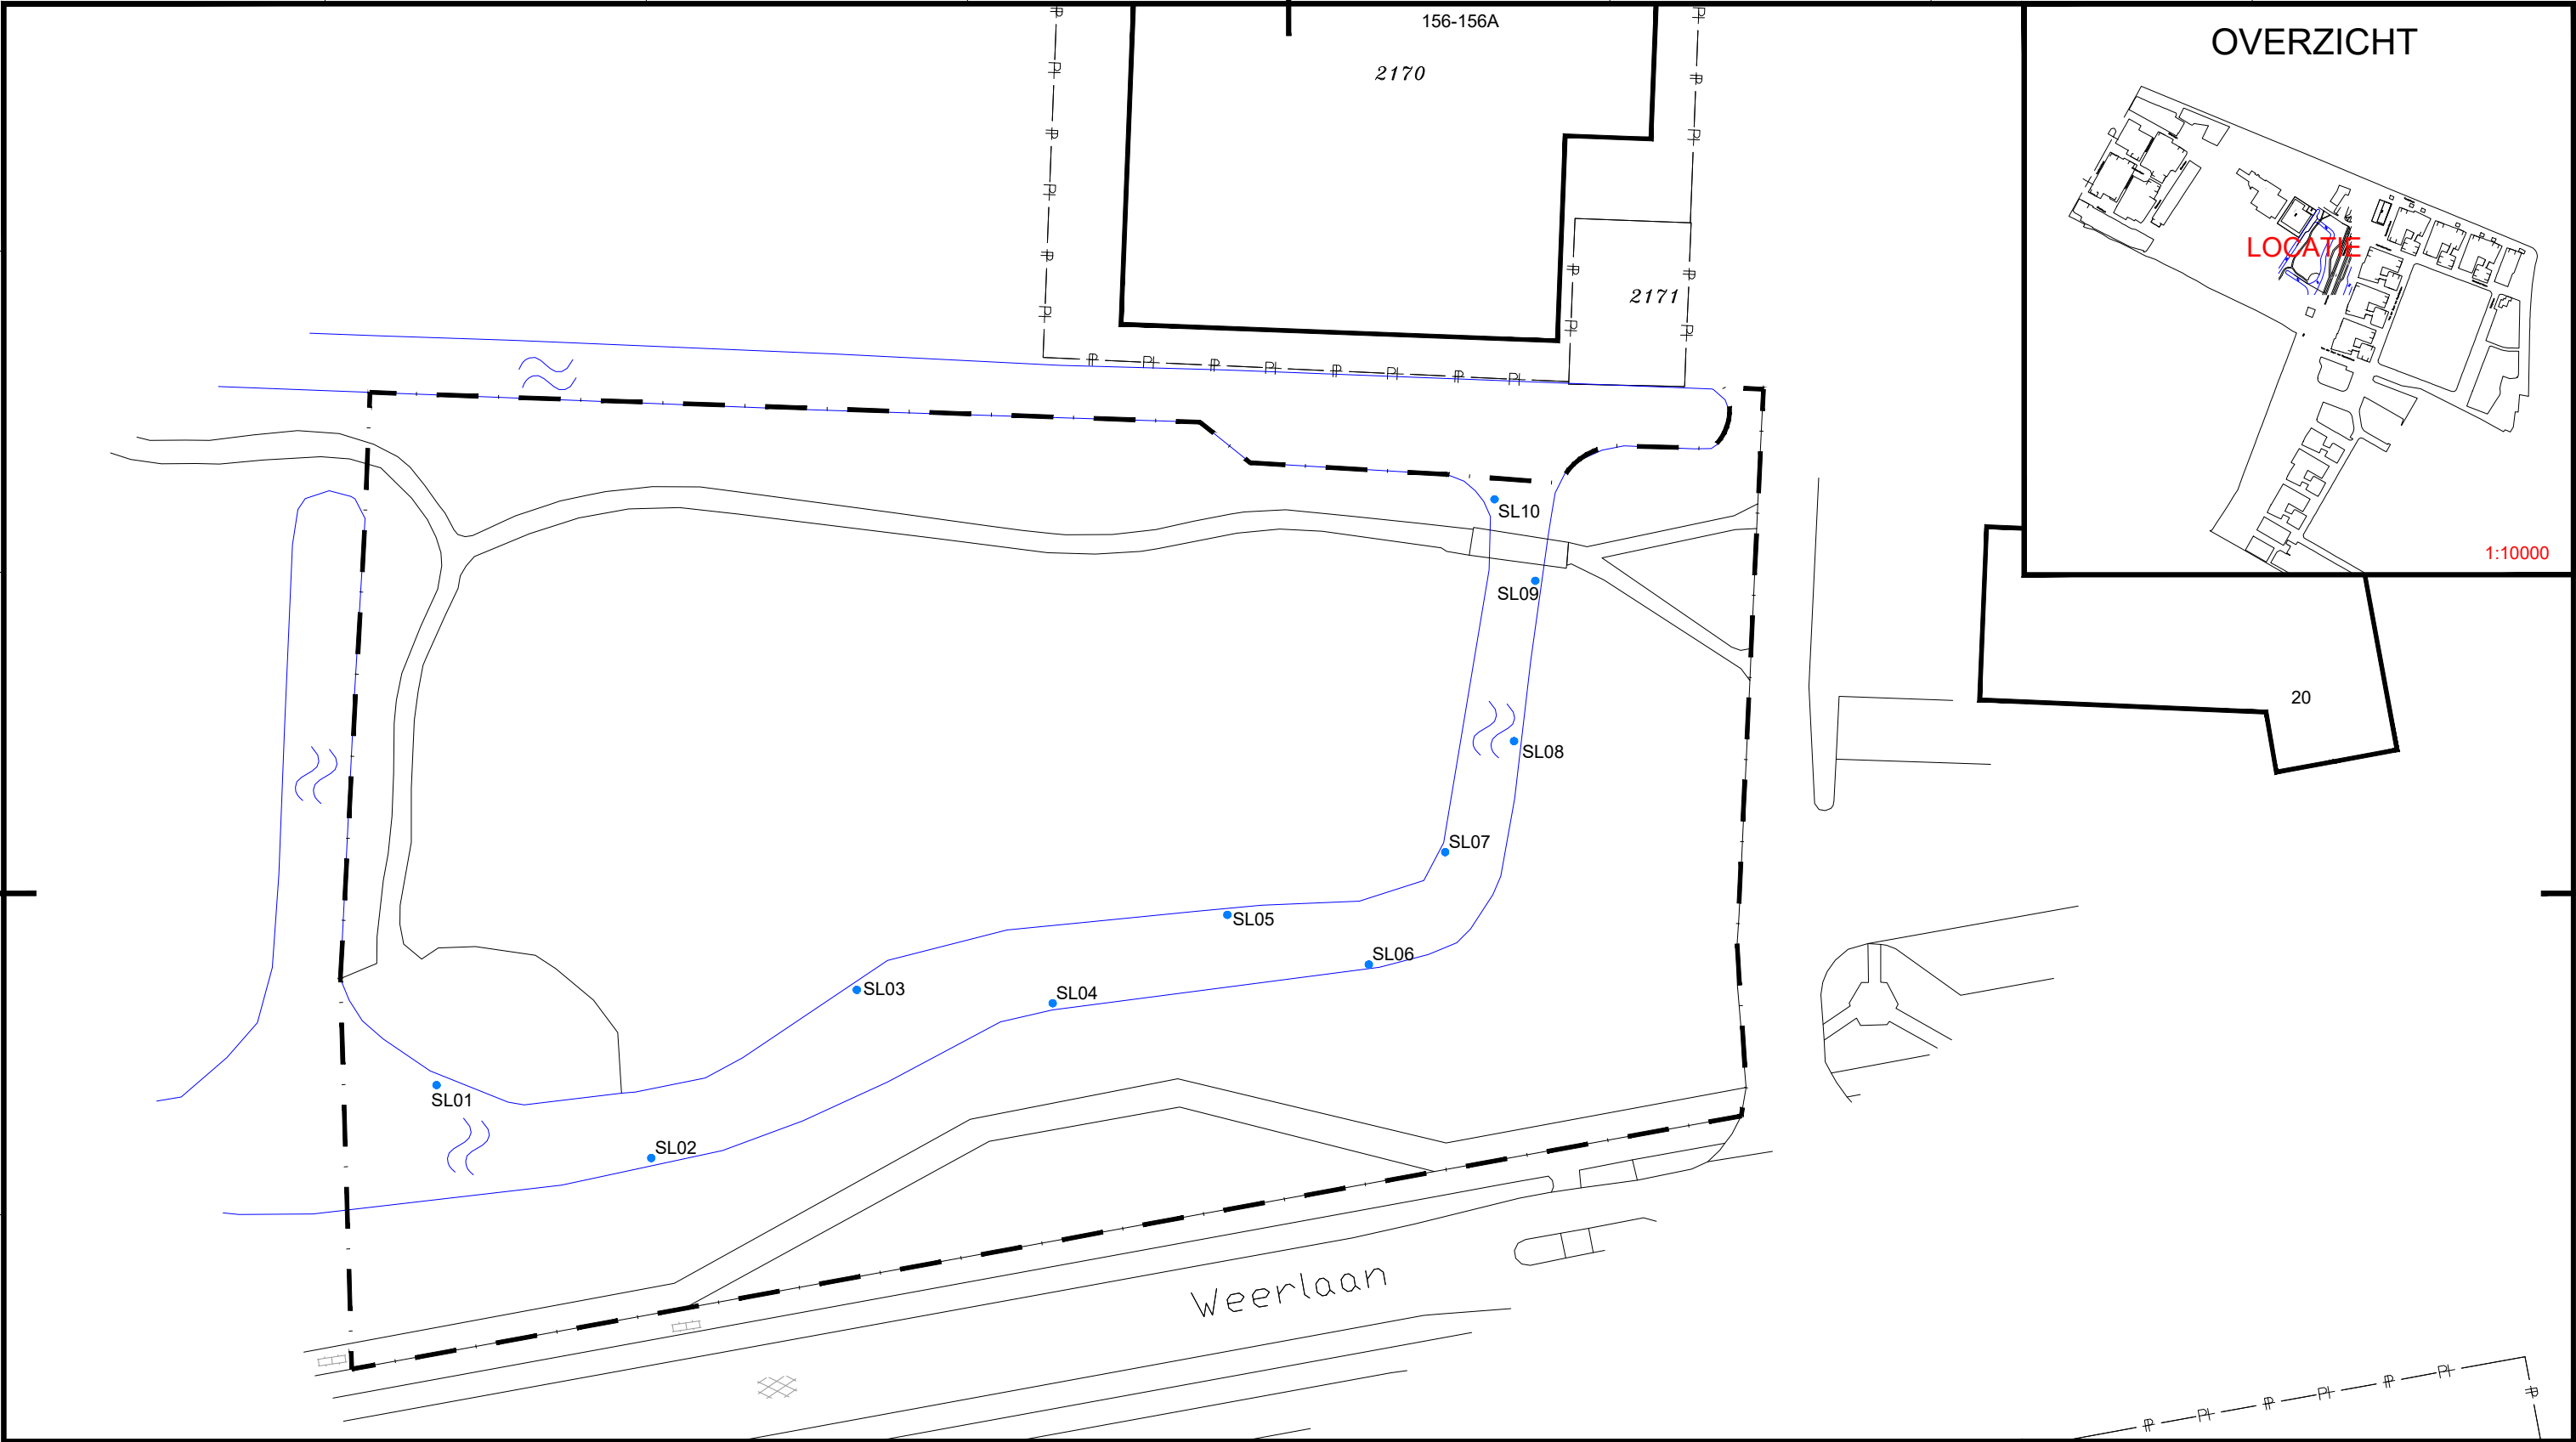 156-156A
OVERZICHT
2170
LOCATIE
2171
SL10
1:10000
SL09
20
SL08
SL07
SL05
SL06
SL03
SL04
SL01
SL02
Weerlaan